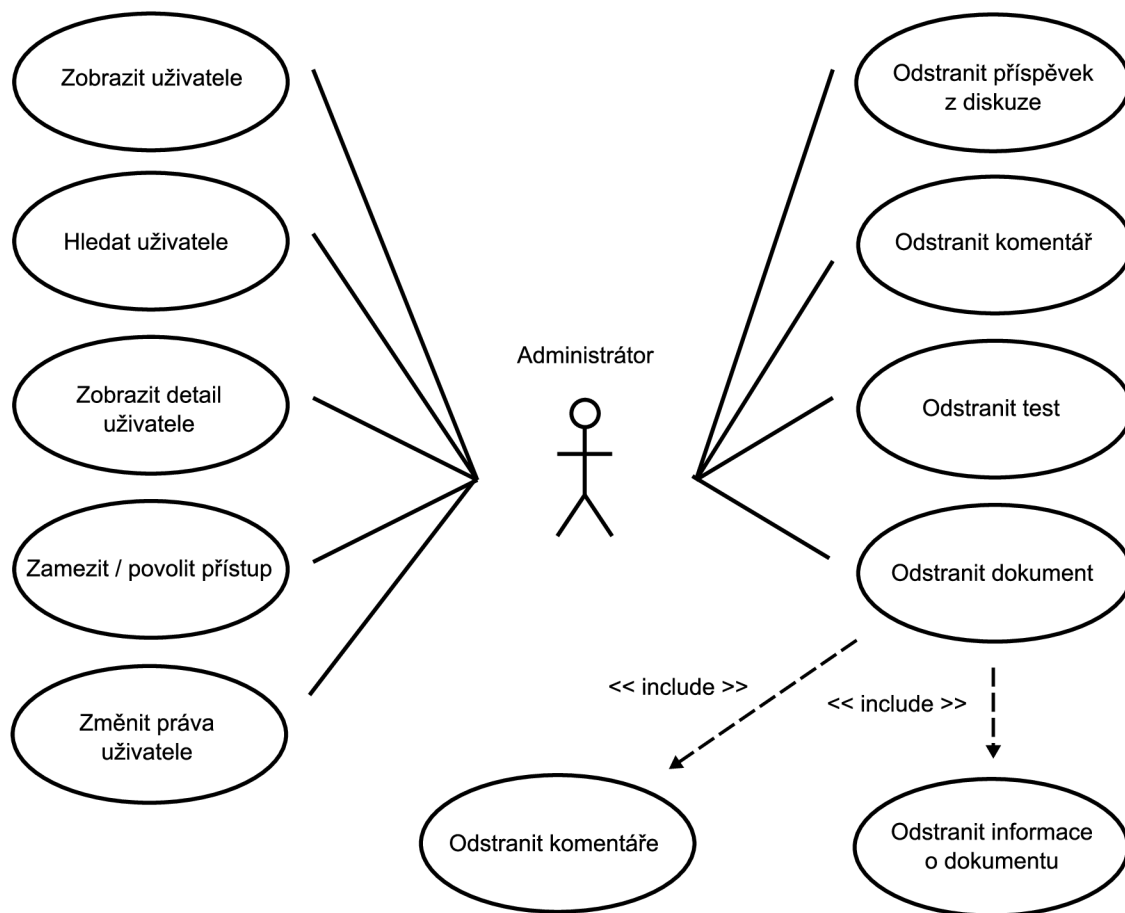 Zobrazit uživatele
Hledat uživatele
Zobrazit detail
uživatele
Zamezit / povolit přístup
Změnit práva
uživatele
Administrátor
Odstranit příspěvek
z diskuze
Odstranit komentář
Odstranit test
Odstranit dokument
<< include >>
<< include >>
Odstranit komentáře
Odstranit informace
o dokumentu